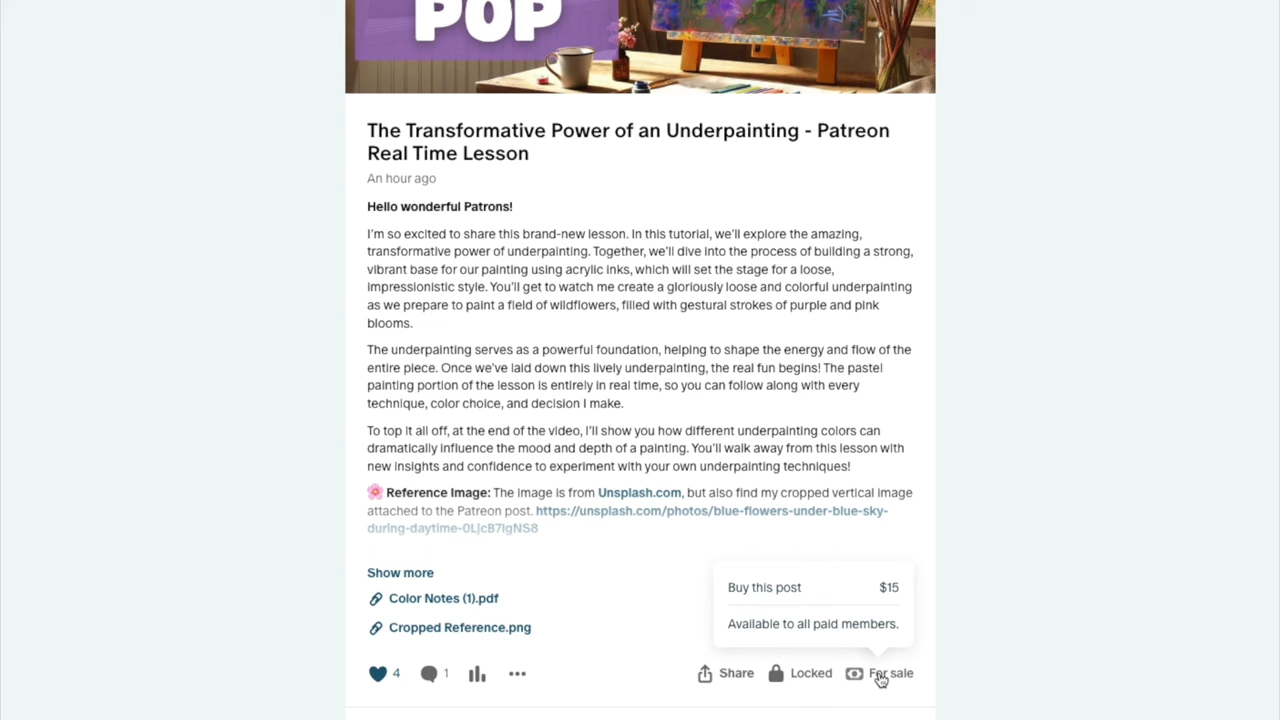 POP
The Transformative Power of an Underpainting - Patreon
Real Time Lesson
An hour ago
Hello wonderful Patrons!
I'm so excited to share this brand-new lesson. In this tutorial, we'll explore the amazing,
transformative power of underpainting. Together, we'll dive into the process of building a strong,
vibrant base for our painting using acrylic inks, which will set the stage for a loose,
impressionistic style. You'll get to watch me create a gloriously loose and colorful underpainting
as we prepare to paint a field of wildflowers, filled with gestural strokes of purple and pink
blooms.
The underpainting serves as a powerful foundation, helping to shape the energy and flow of the
entire piece. Once we've laid down this lively underpainting, the real fun begins! The pastel
painting portion of the lesson is entirely in real time, so you can follow along with every
technique, color choice, and decision I make.
To top it all off, at the end of the video, I'll show you how different underpainting colors can
dramatically influence the mood and depth of a painting. You'll walk away from this lesson with
new insights and confidence to experiment with your own underpainting techniques!
🌸 Reference Image: The image is from Unsplash.com, but also find my cropped vertical image
attached to the Patreon post. https://unsplash.com/photos/blue-flowers-under-blue-sky-
during-daytime-0LjcB7IgNS8
Show more
Buy this post $15
Color Notes (1).pdf
Available to all paid members.
Cropped Reference.png
4 1 Share Locked For sale